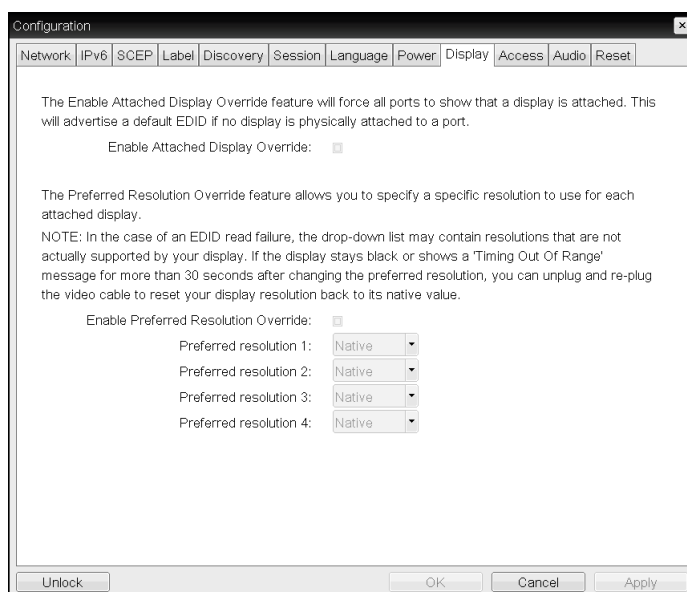 Configuration
Network IPv6 SCEP Label Discovery Session Language Power Display Access Audio Reset
The Enable Attached Display Override feature will force all ports to show that a display is attached. This
will advertise a default EDID if no display is physically attached to a port.
Enable Attached Display Override:
The Preferred Resolution Override feature allows you to specify a specific resolution to use for each
attached display.
NOTE: In the case of an EDID read failure, the drop-down list may contain resolutions that are not
actually supported by your display. If the display stays black or shows a 'Timing Out Of Range'
message for more than 30 seconds after changing the preferred resolution, you can unplug and re-plug
the video cable to reset your display resolution back to its native value.
Enable Preferred Resolution Override:
Preferred resolution 1: Native
Preferred resolution 2: Native
Preferred resolution 3: Native
Preferred resolution 4: Native
Unlock OK Cancel Apply